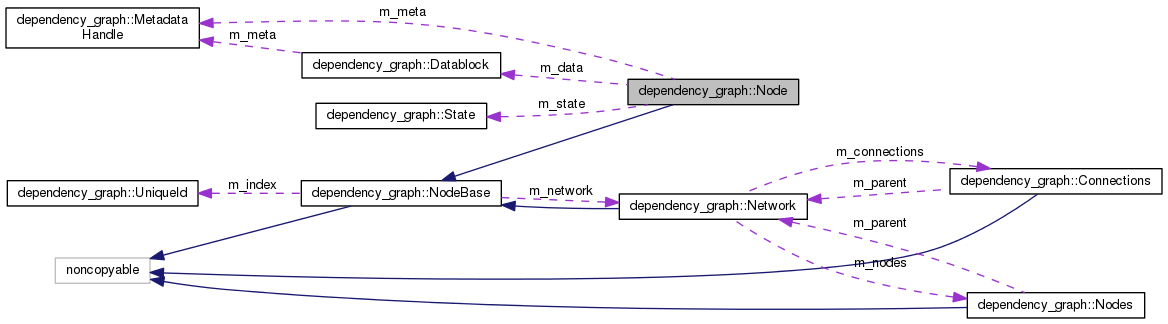 m_meta
dependency_graph::Metadata
Handle
m_meta
dependency_graph::Datablock
m_data
dependency_graph::Node
m_state
dependency_graph::State
m_connections
dependency_graph::UniqueId
m_index
dependency_graph::NodeBase
m_network
dependency_graph::Network
m_parent
dependency_graph::Connections
m_parent
noncopyable
m_nodes
dependency_graph::Nodes